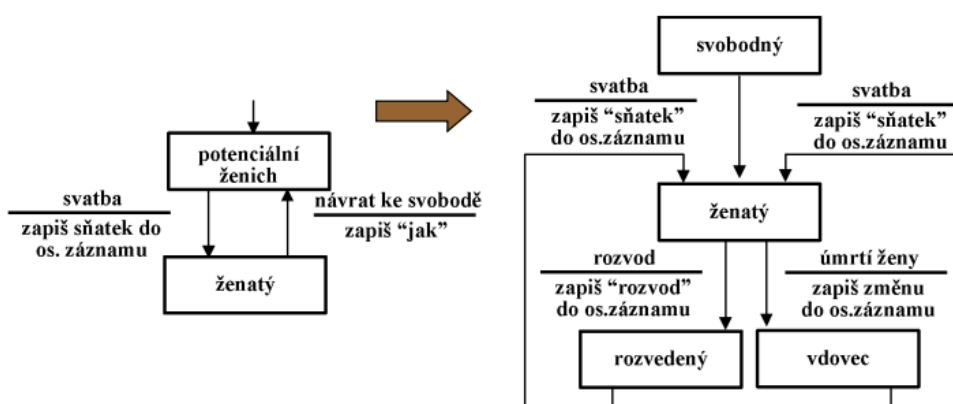 potenciální
ženich
svatba
zapiš sňatek do
os. záznamu
návrat ke svobodě
zapiš “jak”
ženatý
svobodný
svatba
zapiš “sňatek”
do os.záznamu
svatba
zapiš “sňatek”
do os.záznamu
ženatý
rozvod
zapiš “rozvod”
do os.záznamu
úmrtí ženy
zapiš změnu
do os.záznamu
rozvedený
vdovec